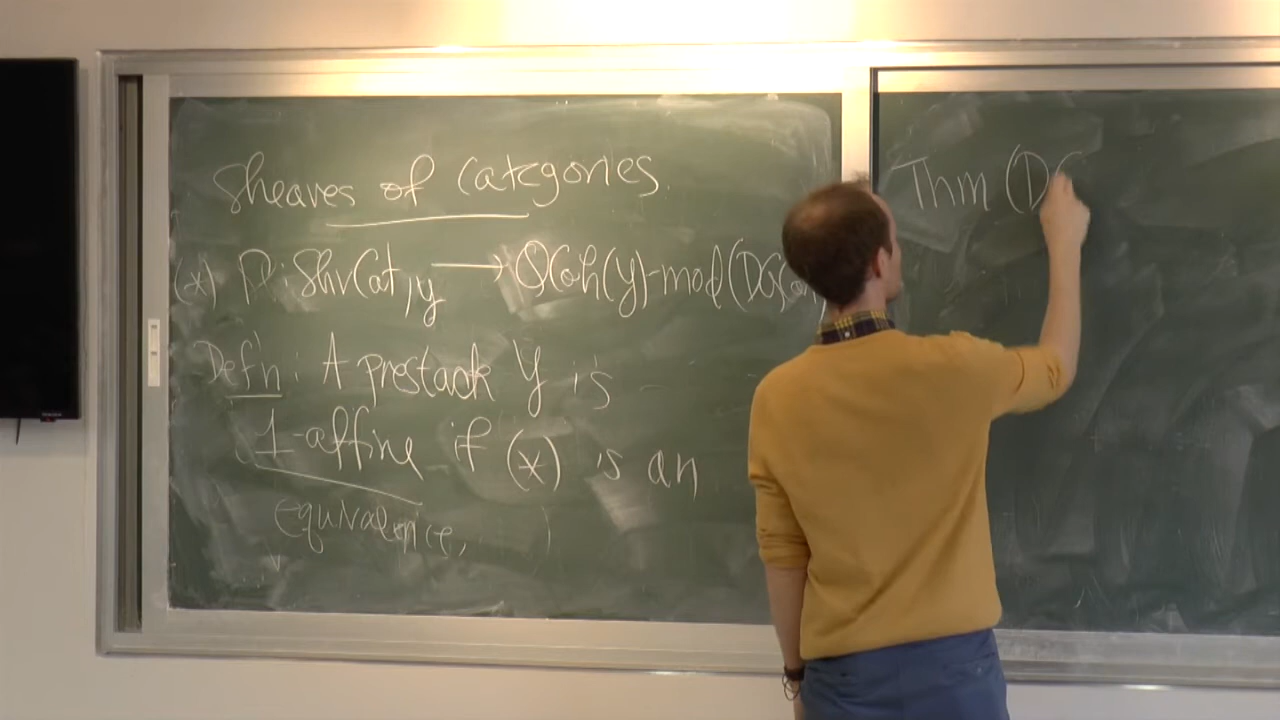 Sheaves of Categories.
(*) Γ : ShvCat/y ⟶ QCoh(Y)-mod(DGCat
Def'n : A prestack Y is
1-affine if (*) is an
equivalence,
Thm (DG